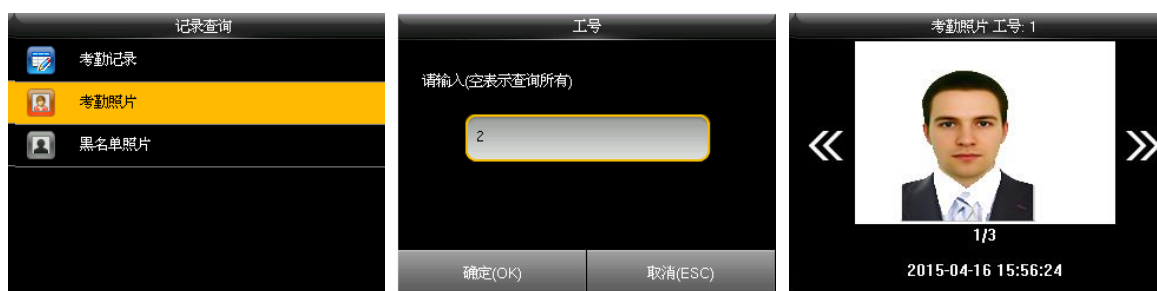 记录查询
考勤记录
考勤照片
黑名单照片
工号
请输入(空表示查询所有)
2
确定(OK)
取消(ESC)
考勤照片 工号: 1
1/3
2015-04-16 15:56:24